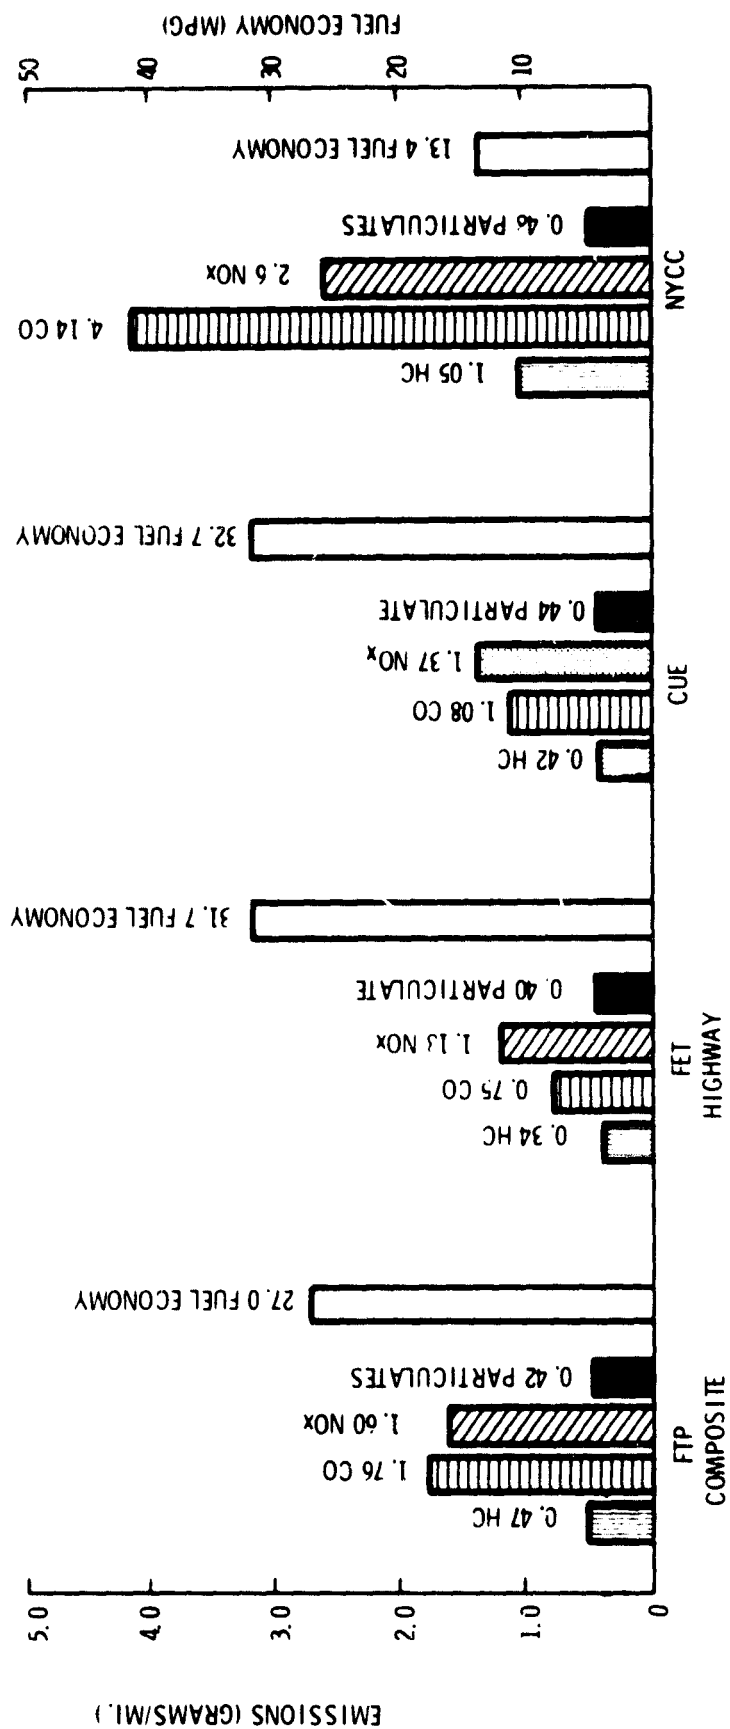 EMISSIONS (GRAMS/MI.)
5.0
4.0
3.0
2.0
1.0
0
0.47 HC
1.76 CO
1.60 NOx
0.42 PARTICULATES
27.0 FUEL ECONOMY
FTP
COMPOSITE
0.34 HC
0.75 CO
1.13 NOx
0.40 PARTICULATE
31.7 FUEL ECONOMY
FET
HIGHWAY
0.42 HC
1.08 CO
1.37 NOx
0.44 PARTICULATE
32.7 FUEL ECONOMY
CUE
1.05 HC
4.14 CO
2.6 NOx
0.46 PARTICULATES
13.4 FUEL ECONOMY
NYCC
50
40
30
20
10
FUEL ECONOMY (MPG)